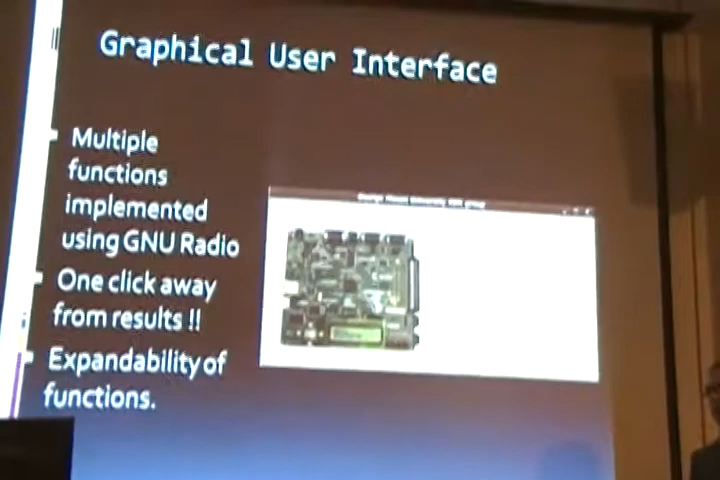 Graphical User Interface
Multiple
functions
implemented
using GNU Radio
One click away
from results !!
Expandability of
functions.